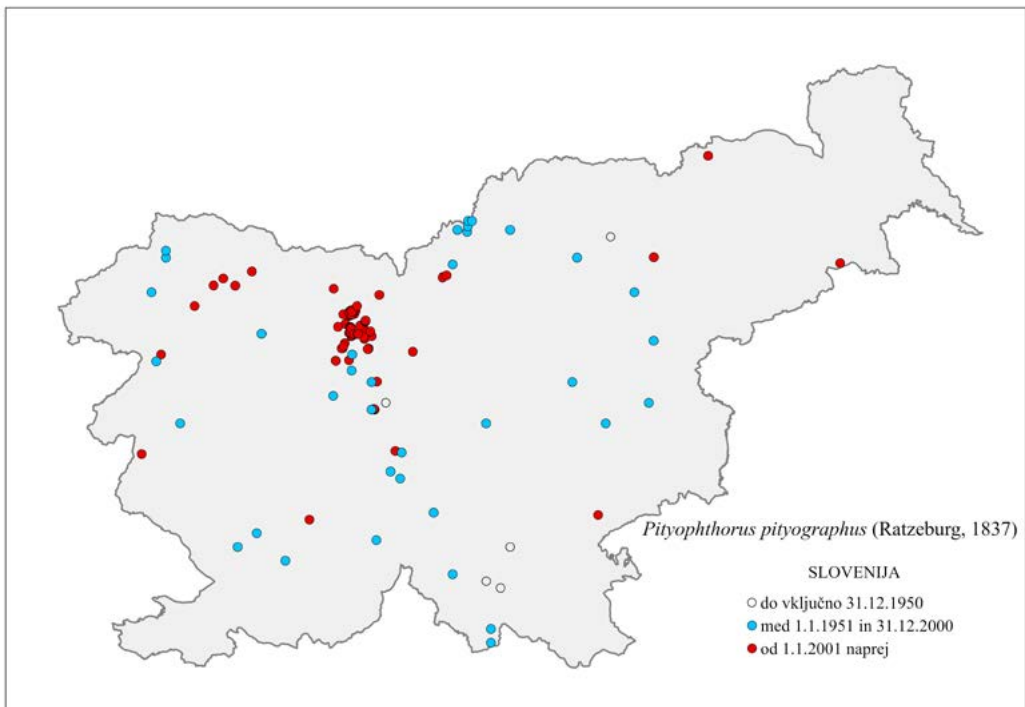 Pityophthorus pityographus (Ratzeburg, 1837)
SLOVENIJA
do vključno 31.12.1950
med 1.1.1951 in 31.12.2000
od 1.1.2001 naprej